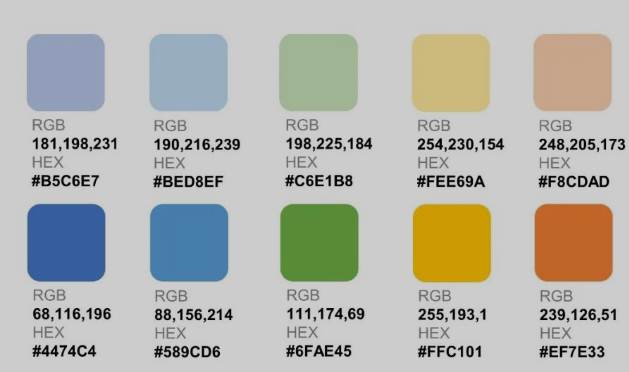 RGB RGB RGB RGB RGB
181,198,231 190,216,239 198,225,184 254,230,154 248,205,173
HEX HEX HEX HEX HEX
#B5C6E7 #BED8EF #C6E1B8 #FEE69A #F8CDAD
RGB RGB RGB RGB RGB
68,116,196 88,156,214 111,174,69 255,193,1 239,126,51
HEX HEX HEX HEX HEX
#4474C4 #589CD6 #6FAE45 #FFC101 #EF7E33